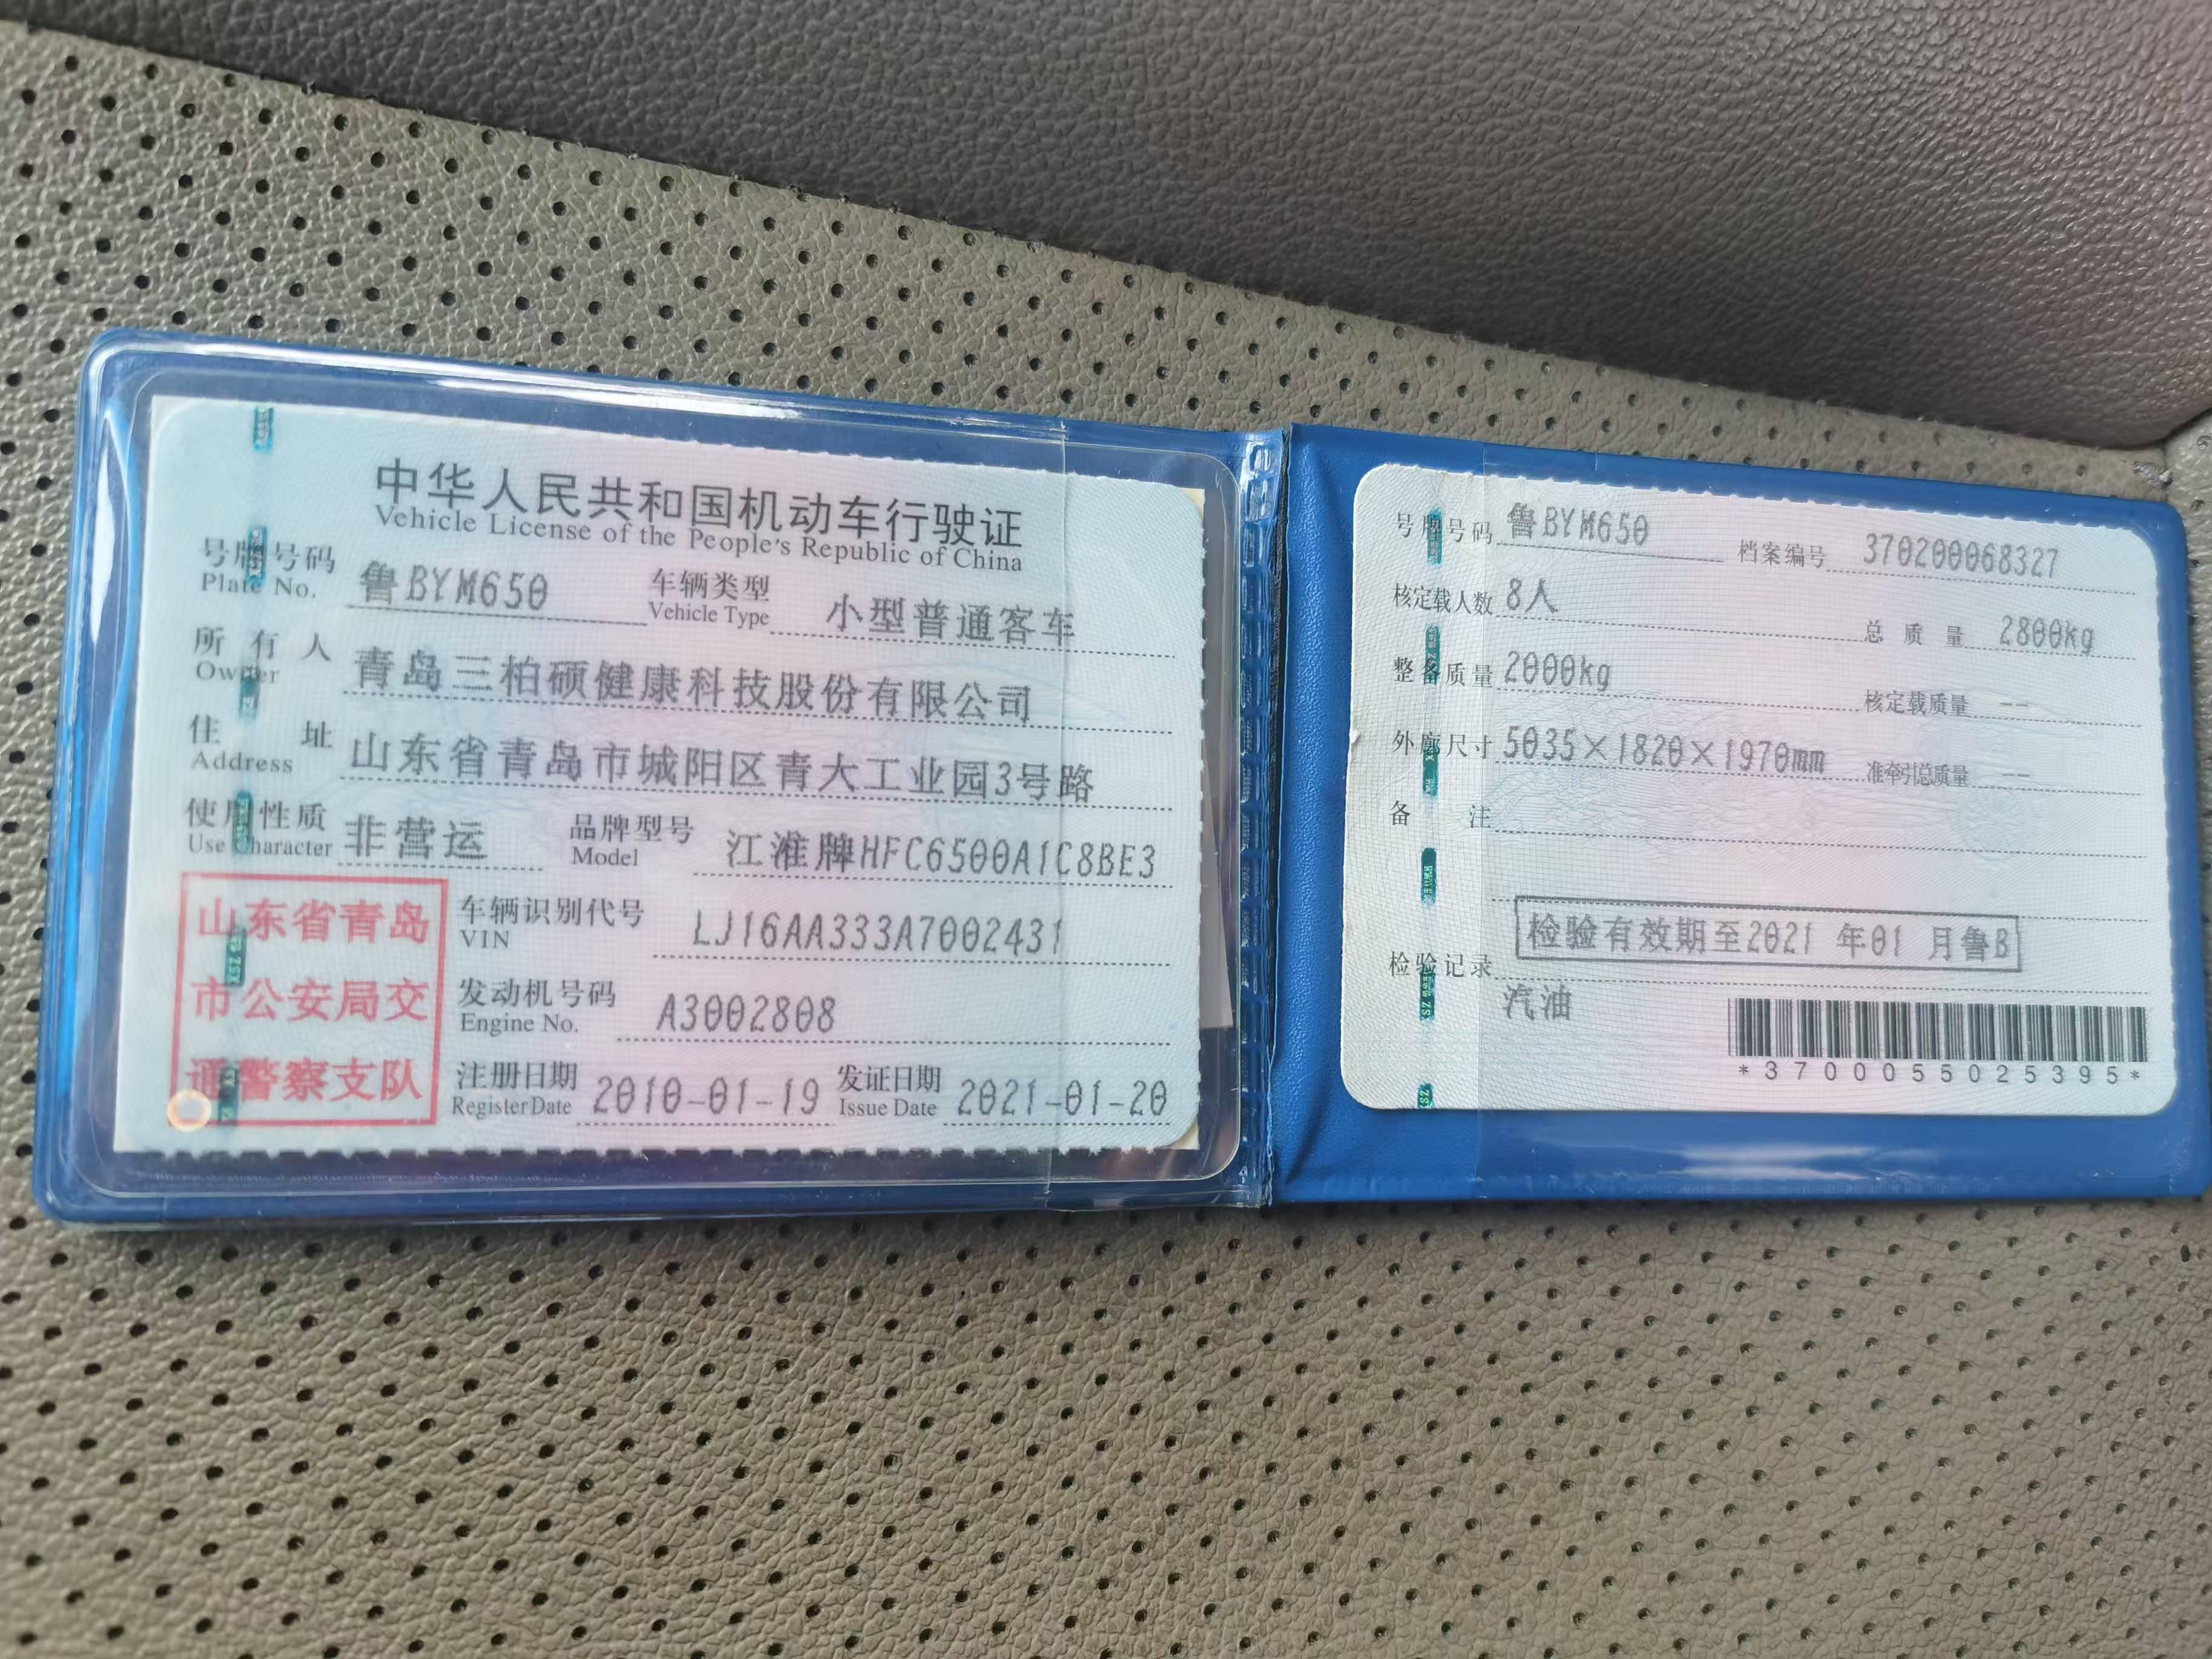 中华人民共和国机动车行驶证
Vehicle License of the People's Republic of China
号牌号码 鲁BYM650 车辆类型 小型普通客车
Plate No. Vehicle Type
所有人 青岛三柏硕健康科技股份有限公司
Owner
住址 山东省青岛市城阳区青大工业园3号路
Address
使用性质 非营运 品牌型号 江淮牌HFC6500A1C8BE3
Use Character Model
山东省青岛
市公安局交
通警察支队
车辆识别代号 LJ16AA333A7002431
VIN
发动机号码 A3002808
Engine No.
注册日期 2010-01-19 发证日期 2021-01-20
Register Date Issue Date
号牌号码 鲁BYM650 档案编号 370200068327
核定载人数 8人 总质量 2800kg
整备质量 2000kg 核定载质量 --
外廓尺寸 5035×1820×1970mm 准牵引总质量 --
备注
检验有效期至2021 年01 月鲁B
检验记录
汽油
*3700055025395*